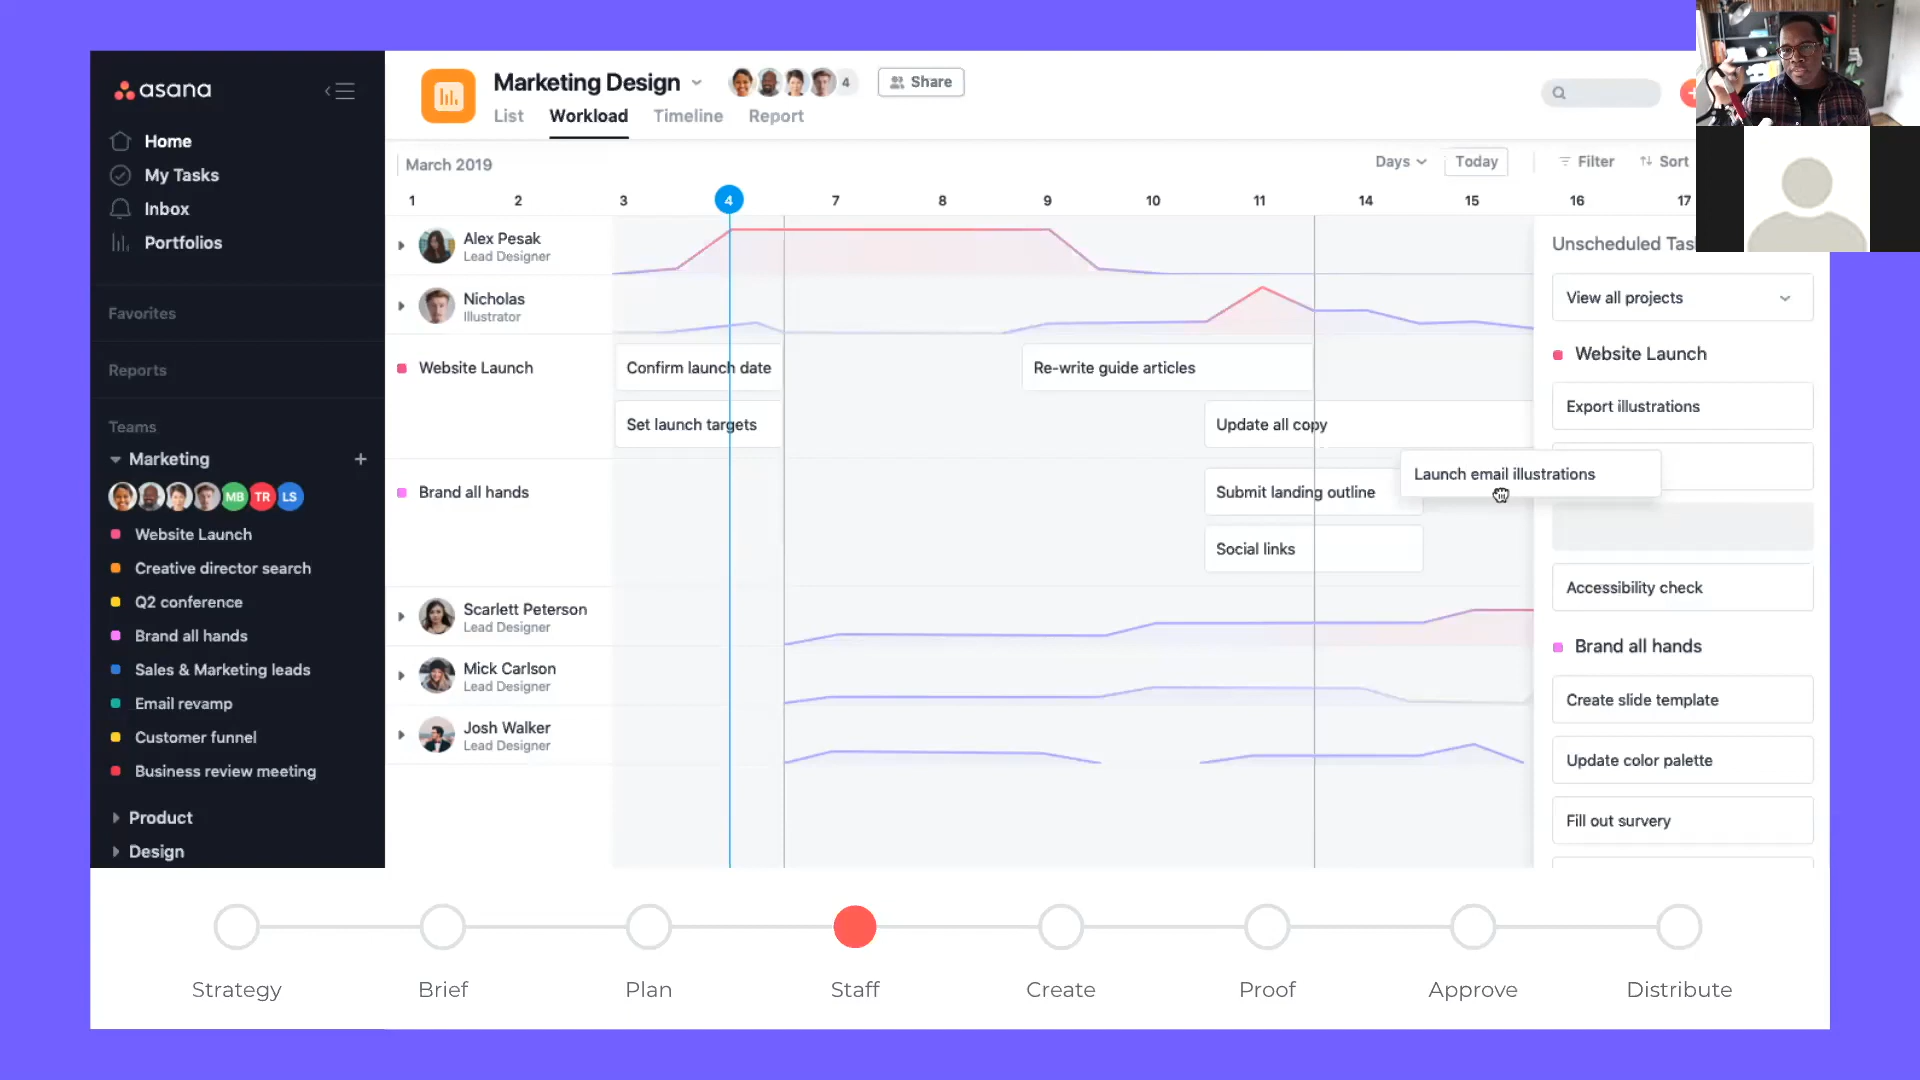 asana
Home
My Tasks
Inbox
Portfolios
Favorites
Reports
Teams
Marketing
MB TR LS
Website Launch
Creative director search
Q2 conference
Brand all hands
Sales & Marketing leads
Email revamp
Customer funnel
Business review meeting
Product
Design
Marketing Design
4
Share
List Workload Timeline Report
March 2019
Days Today Filter Sort
1 2 3 4 7 8 9 10 11 14 15 16 17
Alex Pesak
Lead Designer
Nicholas
Illustrator
Website Launch
Confirm launch date
Re-write guide articles
Set launch targets
Update all copy
Launch email illustrations
Brand all hands
Submit landing outline
Social links
Scarlett Peterson
Lead Designer
Mick Carlson
Lead Designer
Josh Walker
Lead Designer
Unscheduled Tas
View all projects
Website Launch
Export illustrations
Accessibility check
Brand all hands
Create slide template
Update color palette
Fill out survery
Strategy Brief Plan Staff Create Proof Approve Distribute